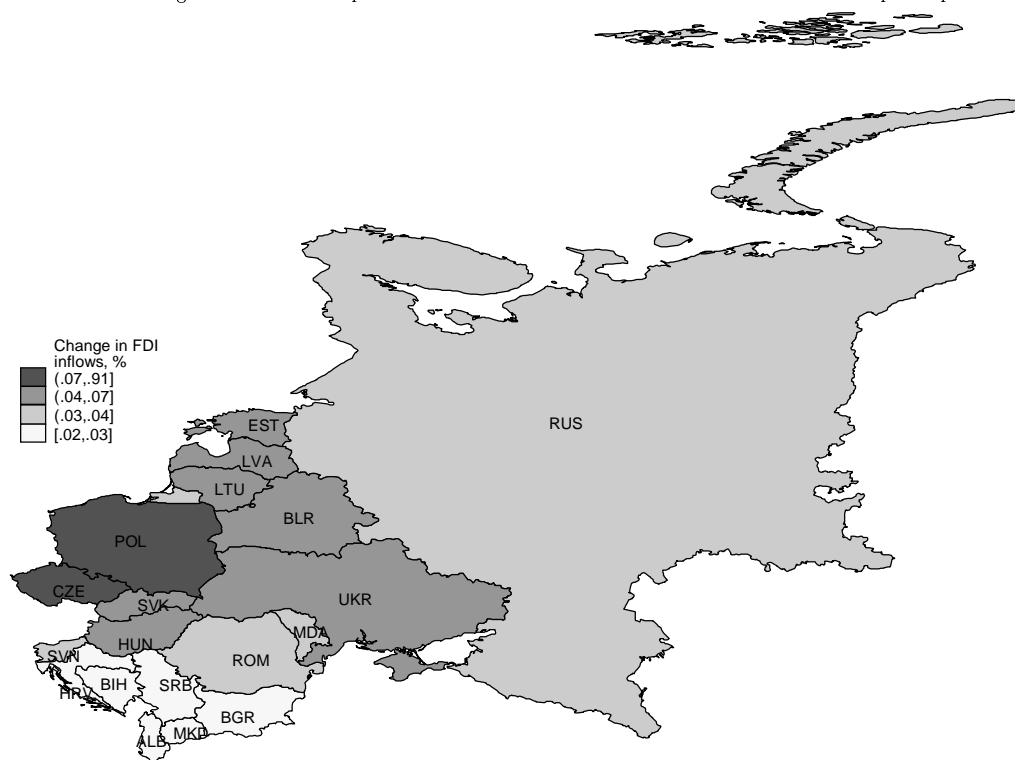 Change in FDI
inflows, %
(.07,.91]
(.04,.07]
(.03,.04]
[.02,.03]
RUS
EST
LVA
LTU
BLR
POL
CZE
SVK
UKR
HUN
MDA
SVN
ROM
HRV
BIH
SRB
BGR
ALB
MKD